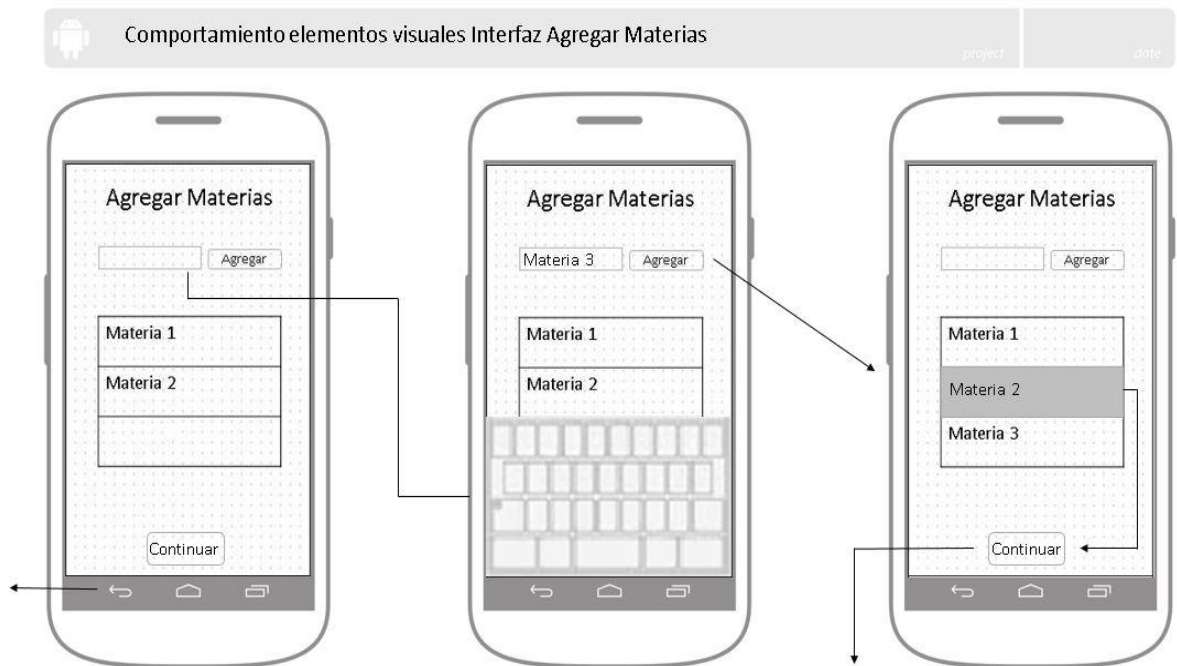 Comportamiento elementos visuales Interfaz Agregar Materias
project
date
Agregar Materias
Agregar
Materia 1
Materia 2
Continuar
Agregar Materias
Materia 3
Agregar
Materia 1
Materia 2
Agregar Materias
Agregar
Materia 1
Materia 2
Materia 3
Continuar